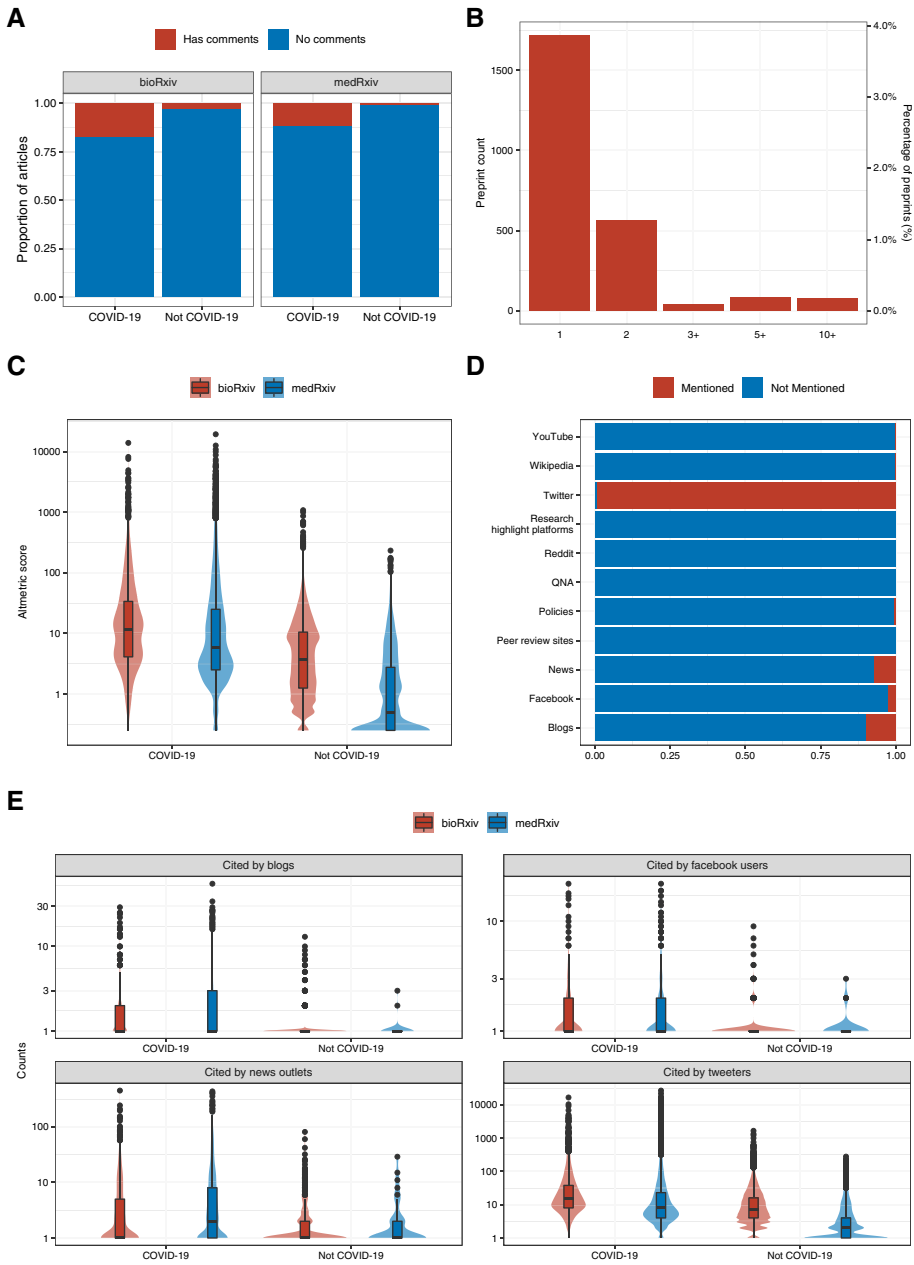 A
Has comments
No comments
bioRxiv
medRxiv
Proportion of articles
1.00
0.75
0.50
0.25
0.00
COVID-19
Not COVID-19
COVID-19
Not COVID-19
B
Preprint count
1500
1000
500
0
Percentage of preprints (%)
4.0%
3.0%
2.0%
1.0%
0.0%
1
2
3+
5+
10+
C
bioRxiv
medRxiv
Altmetric score
10000
1000
100
10
1
COVID-19
Not COVID-19
D
Mentioned
Not Mentioned
YouTube
Wikipedia
Twitter
Research
highlight platforms
Reddit
QNA
Policies
Peer review sites
News
Facebook
Blogs
0.00
0.25
0.50
0.75
1.00
E
bioRxiv
medRxiv
Counts
Cited by blogs
30
10
3
1
COVID-19
Not COVID-19
Cited by facebook users
10
3
1
COVID-19
Not COVID-19
Cited by news outlets
100
10
1
COVID-19
Not COVID-19
Cited by tweeters
10000
1000
100
10
1
COVID-19
Not COVID-19